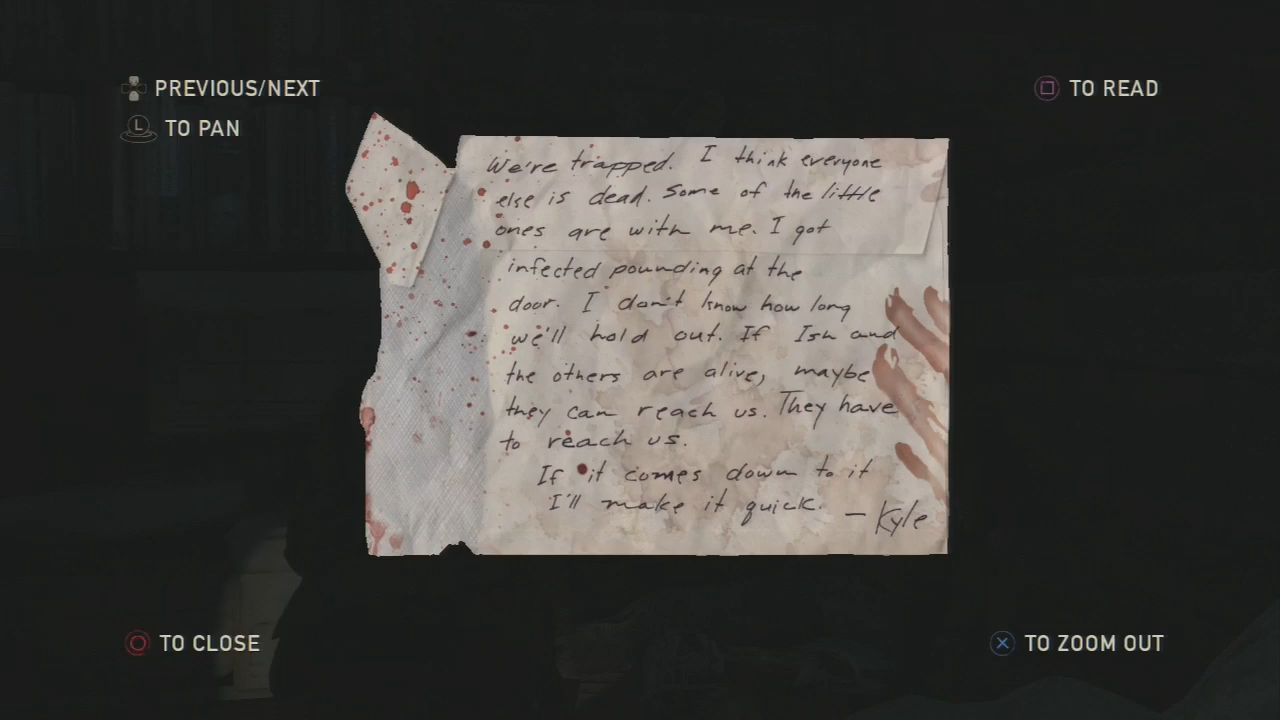 PREVIOUS/NEXT
L TO PAN
TO READ
We're trapped. I think everyone
else is dead. Some of the little
ones are with me. I got
infected pounding at the
door. I don't know how long
we'll hold out. If Ish and
the others are alive, maybe
they can reach us. They have
to reach us.
If it comes down to it
I'll make it quick. – Kyle
TO CLOSE
TO ZOOM OUT